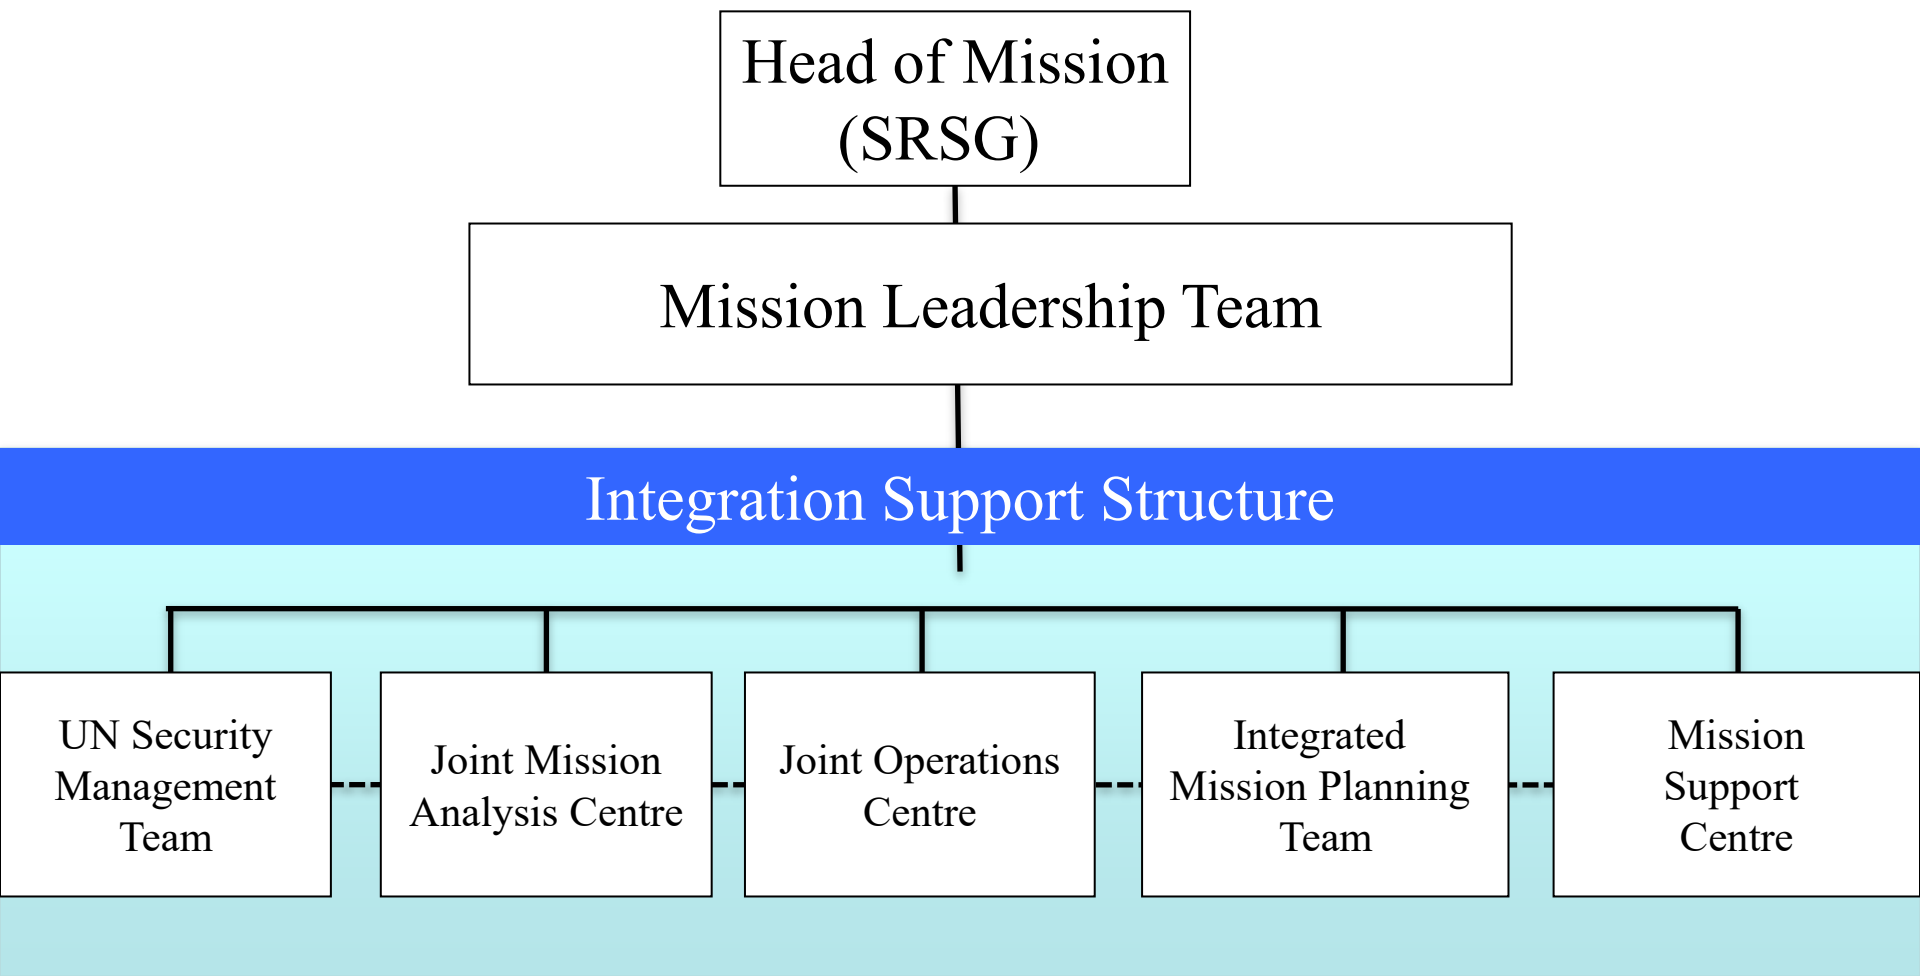 Head of Mission
(SRSG)
Mission Leadership Team
Integration Support Structure
UN Security
Management
Team
Joint Mission
Analysis Centre
Joint Operations
Centre
Integrated
Mission Planning
Team
Mission
Support
Centre